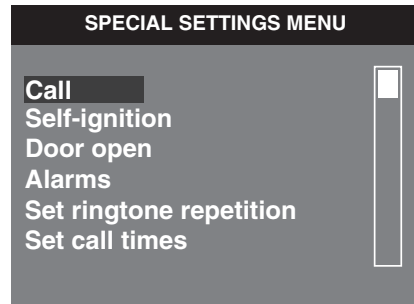 SPECIAL SETTINGS MENU
Call
Self-ignition
Door open
Alarms
Set ringtone repetition
Set call times